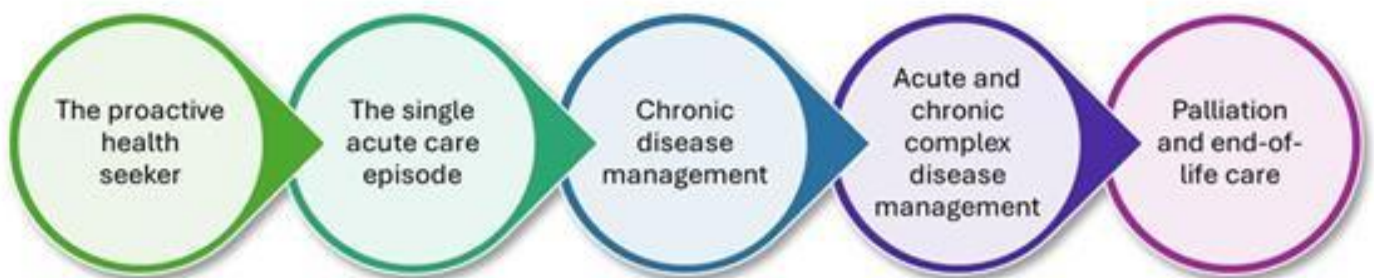 The proactive
health
seeker
The single
acute care
episode
Chronic
disease
management
Acute and
chronic
complex
disease
management
Palliation
and end-of-
life care